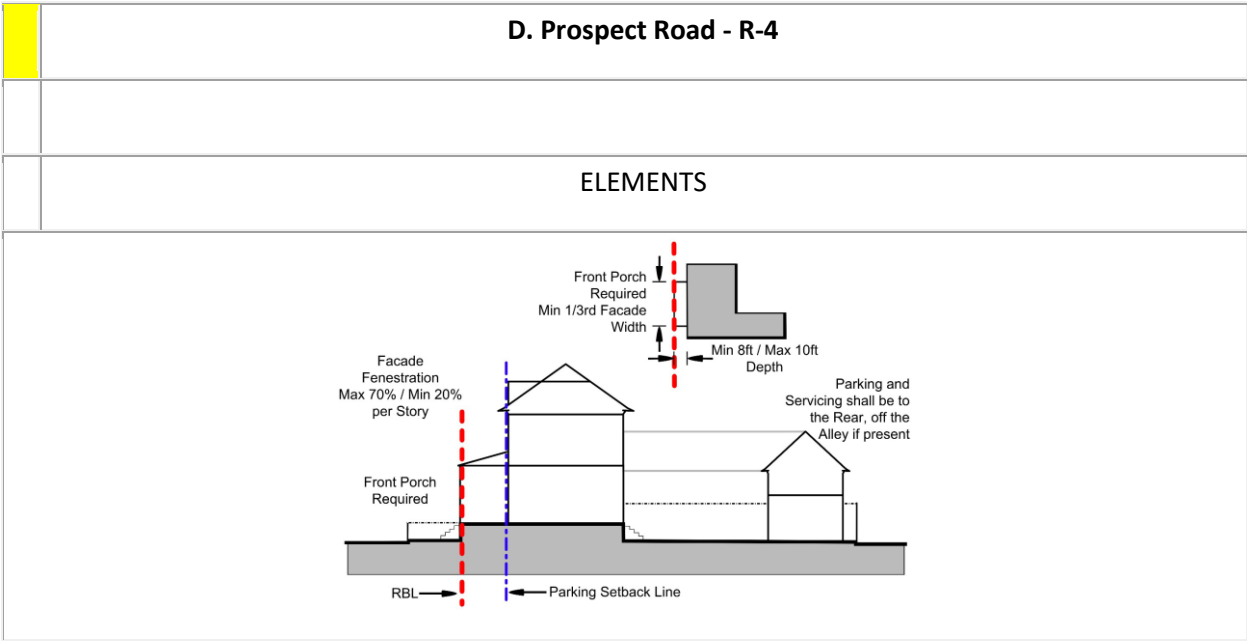 D. Prospect Road - R-4
ELEMENTS
Front Porch
Required
Min 1/3rd Facade
Width
Min 8ft / Max 10ft
Depth
Facade
Fenestration
Max 70% / Min 20%
per Story
Parking and
Servicing shall be to
the Rear, off the
Alley if present
Front Porch
Required
RBL
Parking Setback Line